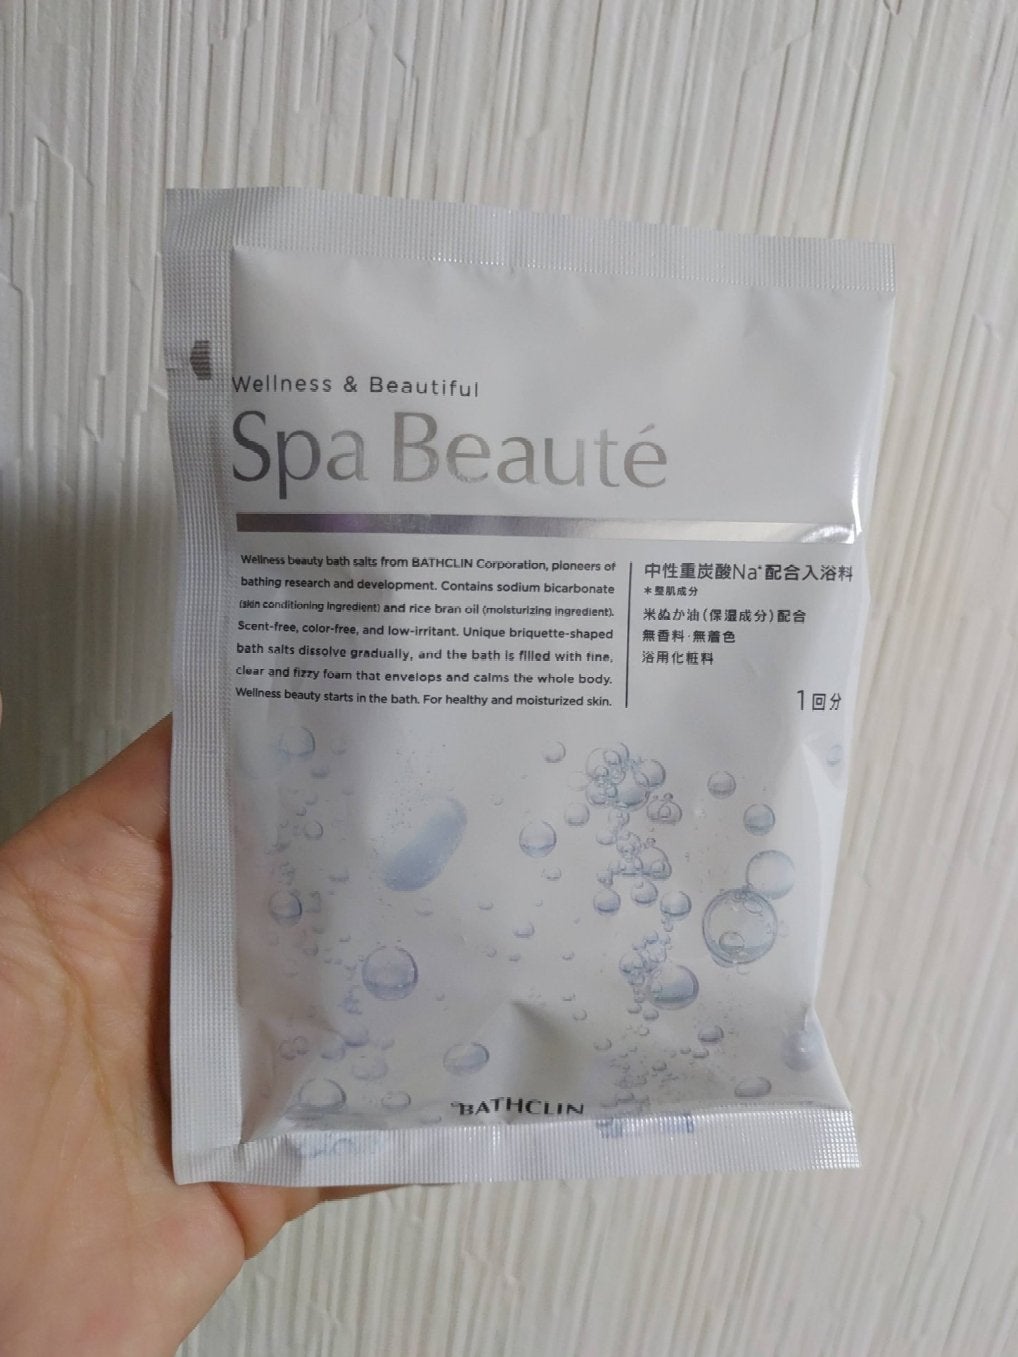 Wellness & Beautiful
Spa Beauté
Wellness beauty bath salts from BATHCLIN Corporation, pioneers of
bathing research and development. Contains sodium bicarbonate
(skin conditioning ingredient) and rice bran oil (moisturizing ingredient).
Scent-free, color-free, and low-irritant. Unique briquette-shaped
bath salts dissolve gradually, and the bath is filled with fine,
clear and fizzy foam that envelops and calms the whole body.
Wellness beauty starts in the bath. For healthy and moisturized skin.
中性重炭酸Na*配合入浴料
*整肌成分
米ぬか油(保湿成分)配合
無香料·無着色
浴用化粧料
1回分
BATHCLIN